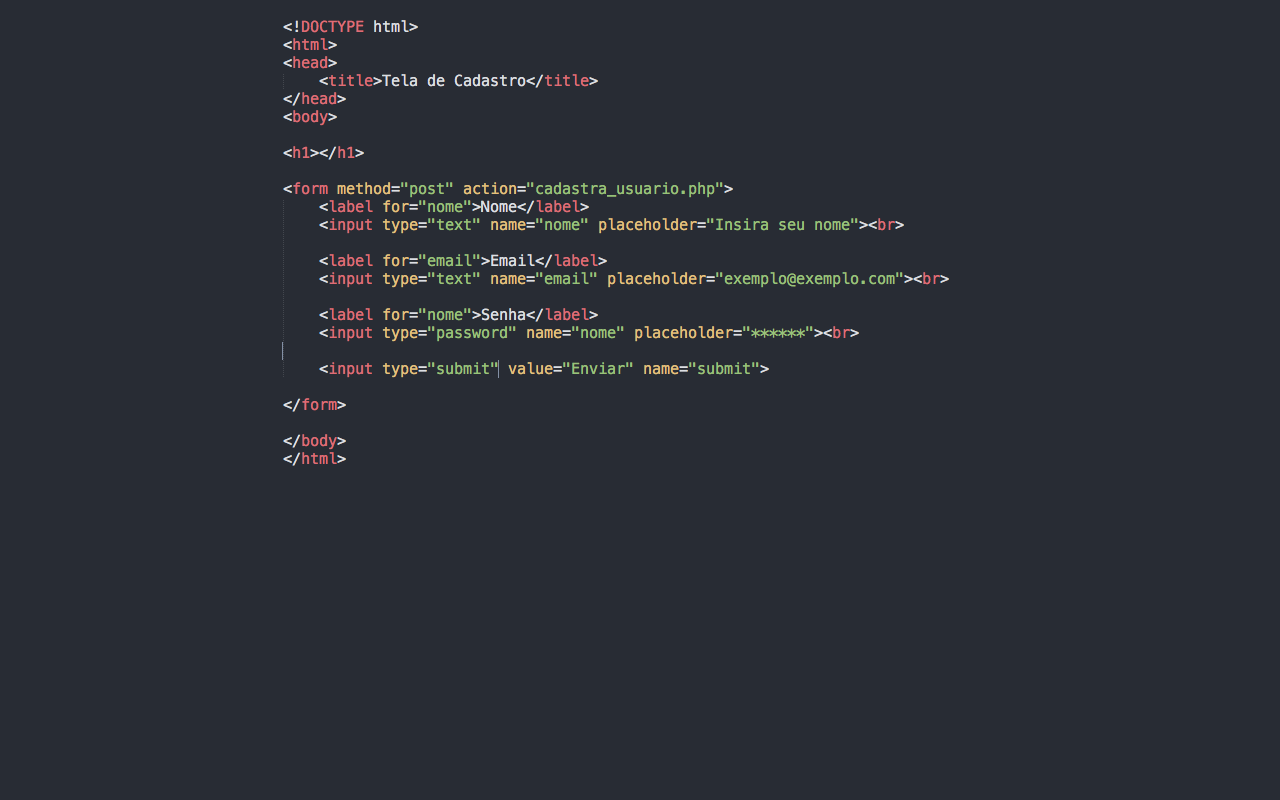 <!DOCTYPE html>
<html>
<head>
    <title>Tela de Cadastro</title>
</head>
<body>

<h1></h1>

<form method="post" action="cadastra_usuario.php">
    <label for="nome">Nome</label>
    <input type="text" name="nome" placeholder="Insira seu nome"><br>

    <label for="email">Email</label>
    <input type="text" name="email" placeholder="exemplo@exemplo.com"><br>

    <label for="nome">Senha</label>
    <input type="password" name="nome" placeholder="******"><br>

    <input type="submit" value="Enviar" name="submit">

</form>

</body>
</html>